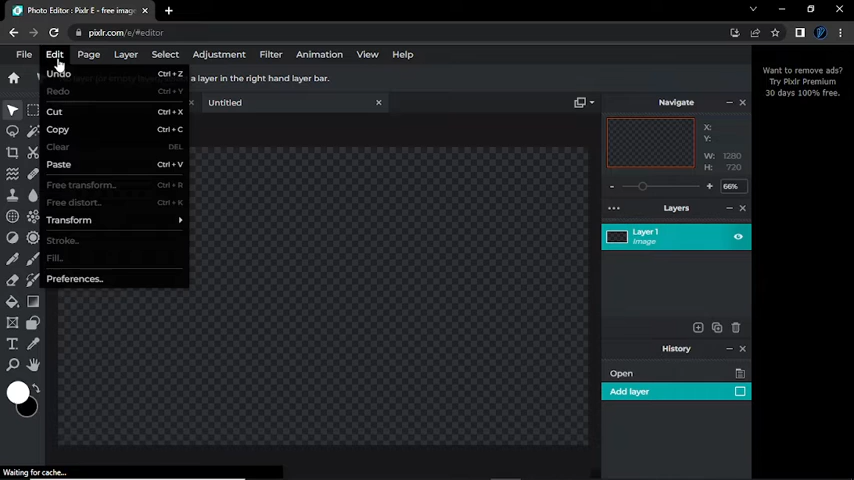 Photo Editor : Pixlr E - free image
pixlr.com/e/#editor
File Edit Page Layer Select Adjustment Filter Animation View Help
a layer in the right hand layer bar.
Undo Ctrl + Z
Redo Ctrl + Y
Cut Ctrl + X
Copy Ctrl + C
Clear DEL
Paste Ctrl + V
Free transform.. Ctrl + R
Free distort.. Ctrl + K
Transform
Stroke..
Fill..
Preferences..
Untitled
Navigate
X:
Y:
W: 1280
H: 720
66%
Layers
Layer 1
Image
History
Open
Add layer
Want to remove ads?
Try Pixlr Premium
30 days 100% free.
Waiting for cache...